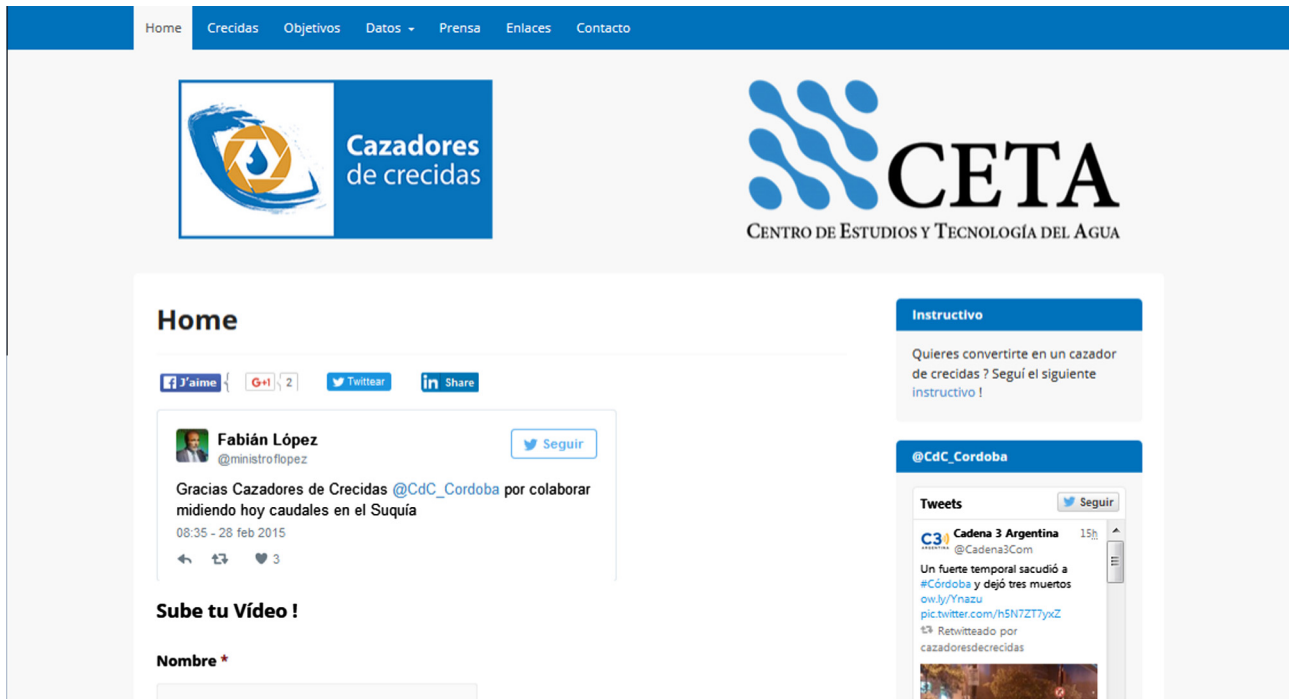 Home Crecidas Objetivos Datos Prensa Enlaces Contacto
Cazadores
de crecidas
CETA
CENTRO DE ESTUDIOS Y TECNOLOGÍA DEL AGUA
Home
J'aime
G+1 2
Twittear
in Share
Fabián López
@ministroflopez
Seguir
Gracias Cazadores de Crecidas @CdC_Cordoba por colaborar
midiendo hoy caudales en el Suquía
08:35 - 28 feb 2015
3
Sube tu Vídeo !
Nombre *
Instructivo
Quieres convertirte en un cazador
de crecidas ? Seguí el siguiente
instructivo !
@CdC_Cordoba
Tweets
Seguir
C3
ARGENTINA
Cadena 3 Argentina 15h
@Cadena3Com
Un fuerte temporal sacudió a
#Córdoba y dejó tres muertos
ow.ly/Ynazu
pic.twitter.com/h5N7ZT7yxZ
Retwitteado por
cazadoresdecrecidas